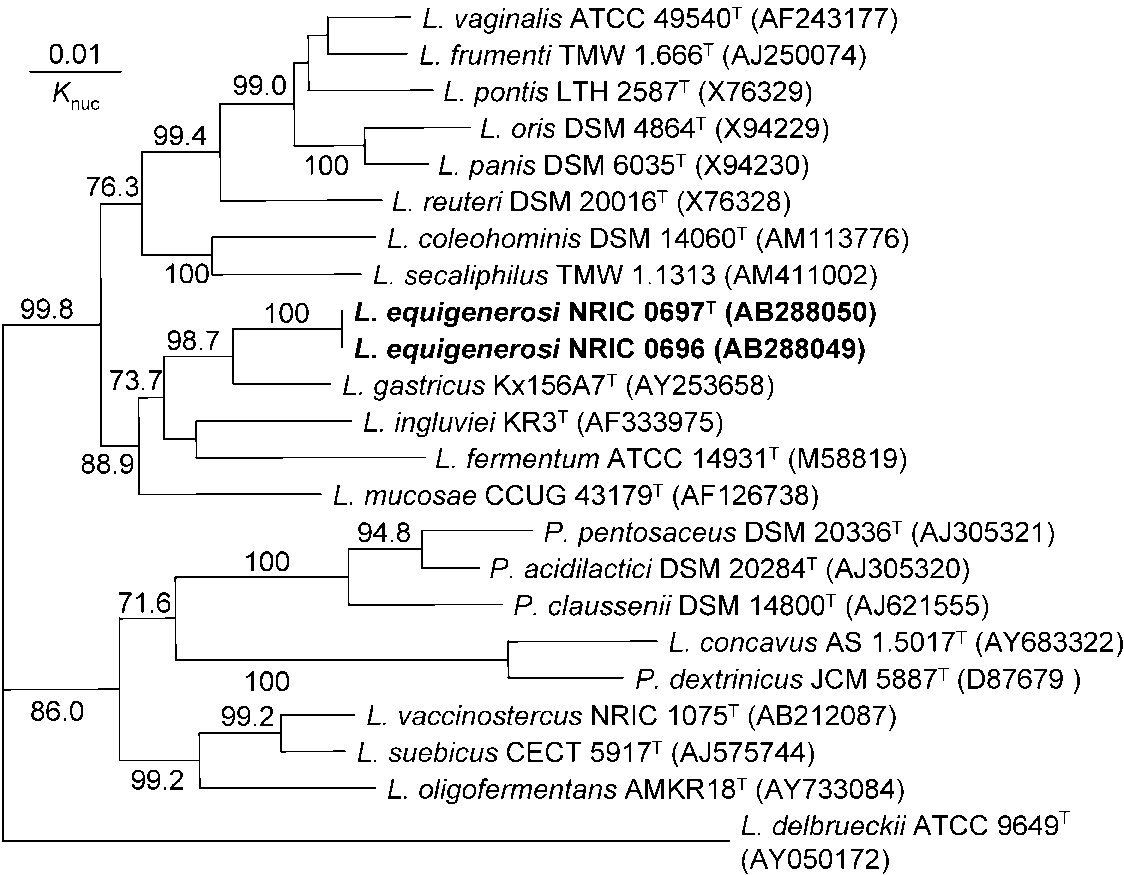 L. vaginalis ATCC 49540ᵀ (AF243177)
0.01
Knuc
L. frumenti TMW 1.666ᵀ (AJ250074)
99.0
L. pontis LTH 2587ᵀ (X76329)
99.4
L. oris DSM 4864ᵀ (X94229)
100
L. panis DSM 6035ᵀ (X94230)
76.3
L. reuteri DSM 20016ᵀ (X76328)
L. coleohominis DSM 14060ᵀ (AM113776)
100
L. secaliphilus TMW 1.1313 (AM411002)
99.8
100
L. equigenerosi NRIC 0697ᵀ (AB288050)
98.7
L. equigenerosi NRIC 0696 (AB288049)
73.7
L. gastricus Kx156A7ᵀ (AY253658)
L. ingluviei KR3ᵀ (AF333975)
88.9
L. fermentum ATCC 14931ᵀ (M58819)
L. mucosae CCUG 43179ᵀ (AF126738)
94.8
P. pentosaceus DSM 20336ᵀ (AJ305321)
100
P. acidilactici DSM 20284ᵀ (AJ305320)
71.6
P. claussenii DSM 14800ᵀ (AJ621555)
L. concavus AS 1.5017ᵀ (AY683322)
100
P. dextrinicus JCM 5887ᵀ (D87679 )
86.0
99.2
L. vaccinostercus NRIC 1075ᵀ (AB212087)
L. suebicus CECT 5917ᵀ (AJ575744)
99.2
L. oligofermentans AMKR18ᵀ (AY733084)
L. delbrueckii ATCC 9649ᵀ
(AY050172)